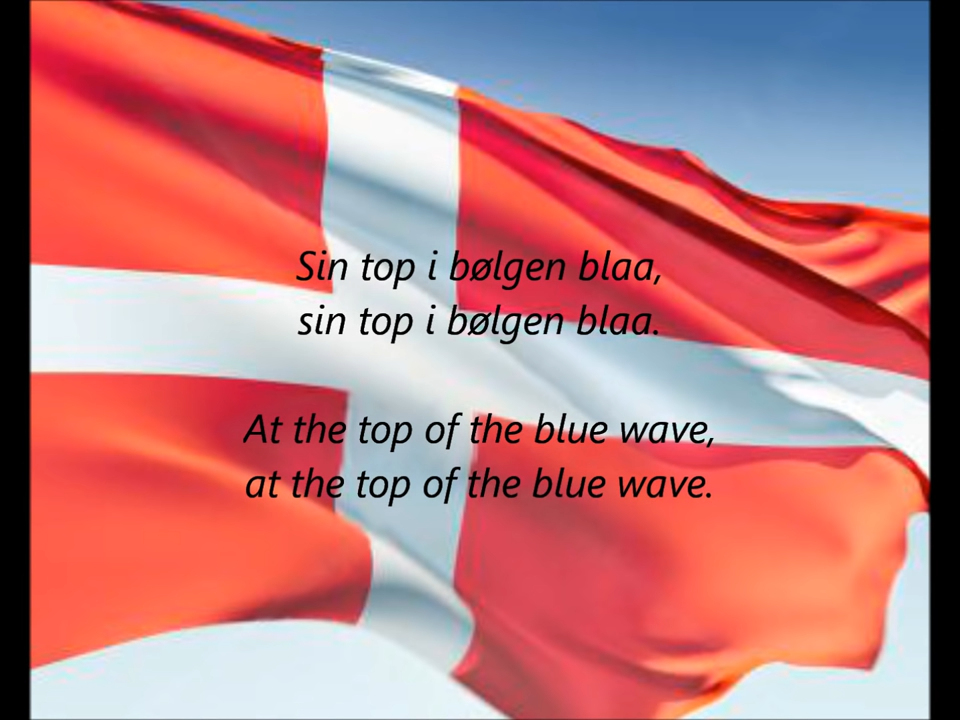 Sin top i bølgen blaa,
sin top i bølgen blaa.
At the top of the blue wave,
at the top of the blue wave.